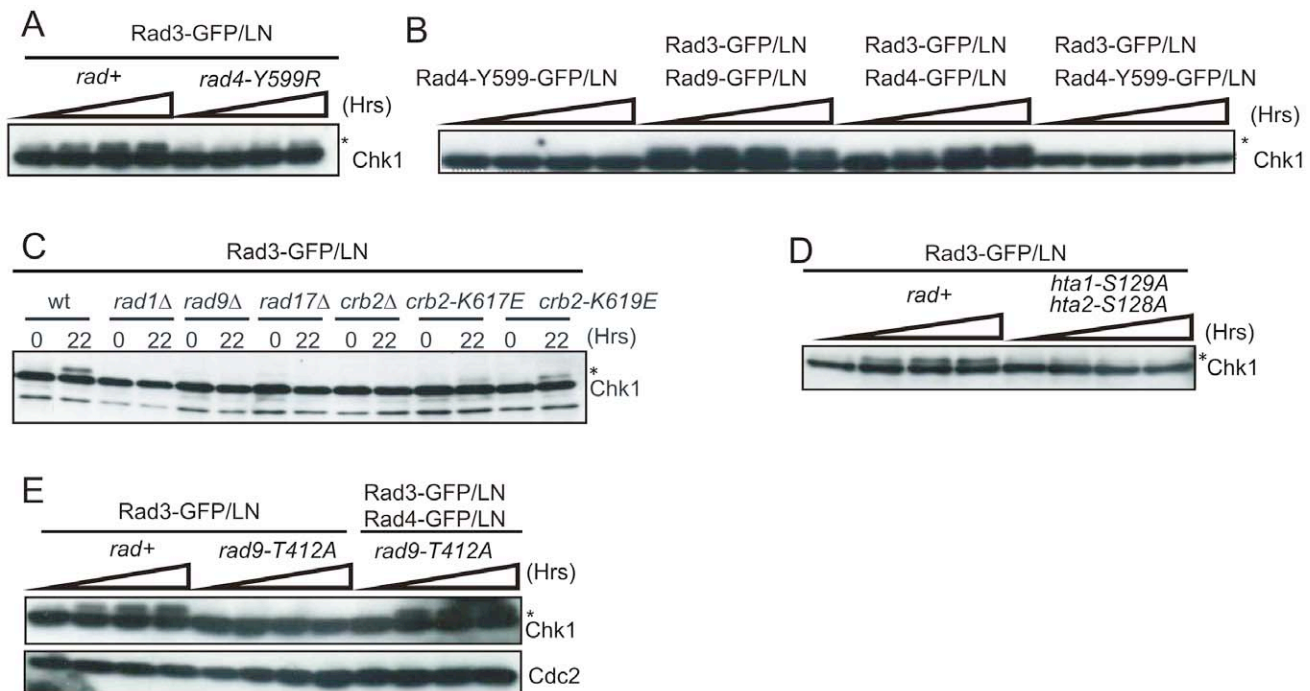 A
Rad3-GFP/LN
rad+ rad4-Y599R
(Hrs)
*
Chk1
B
Rad3-GFP/LN Rad3-GFP/LN Rad3-GFP/LN
Rad4-Y599-GFP/LN Rad9-GFP/LN Rad4-GFP/LN Rad4-Y599-GFP/LN
(Hrs)
*
Chk1
C
Rad3-GFP/LN
wt rad1Δ rad9Δ rad17Δ crb2Δ crb2-K617E crb2-K619E
0 22 0 22 0 22 0 22 0 22 0 22 0 22 (Hrs)
*
Chk1
D
Rad3-GFP/LN
rad+ hta1-S129A
hta2-S128A
(Hrs)
*Chk1
E
Rad3-GFP/LN Rad3-GFP/LN
Rad4-GFP/LN
rad+ rad9-T412A rad9-T412A
(Hrs)
*
Chk1
Cdc2